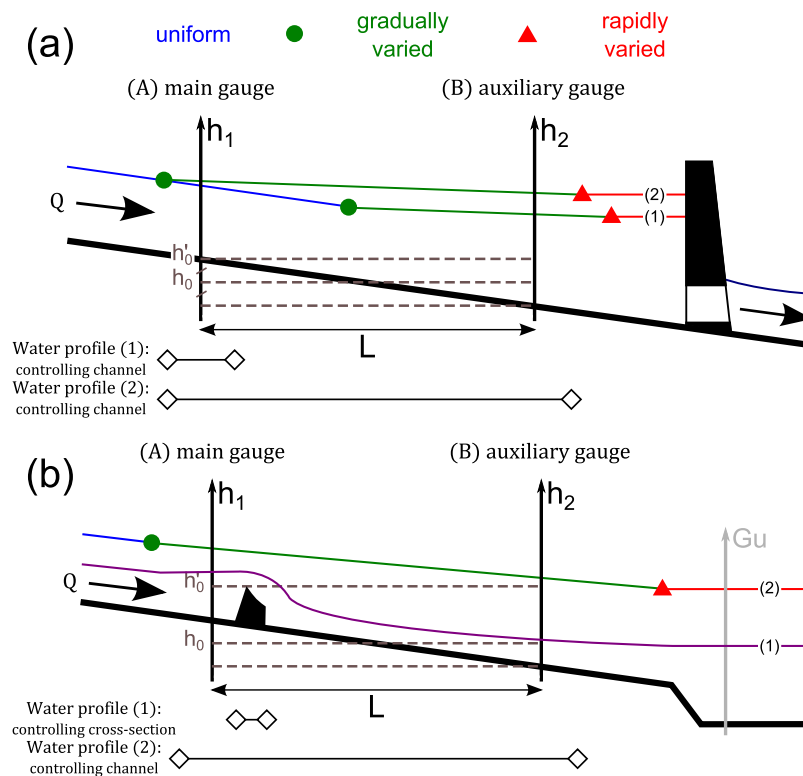 (a)
uniform
gradually
varied
rapidly
varied
(A) main gauge
(B) auxiliary gauge
h1
h2
Q
(2)
(1)
h'0
h0
L
Water profile (1):
controlling channel
Water profile (2):
controlling channel
(b)
(A) main gauge
(B) auxiliary gauge
h1
h2
Gu
Q
h'0
(2)
h0
(1)
L
Water profile (1):
controlling cross-section
Water profile (2):
controlling channel